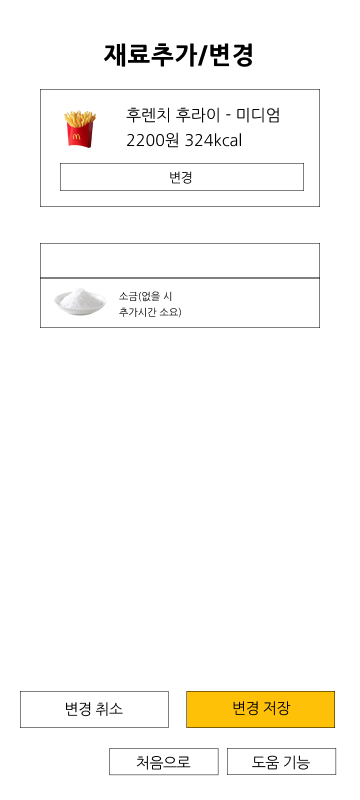 재료추가/변경
후렌치 후라이 - 미디엄
2200원 324kcal
변경
소금(없을 시
추가시간 소요)
변경 취소
변경 저장
처음으로
도움 기능